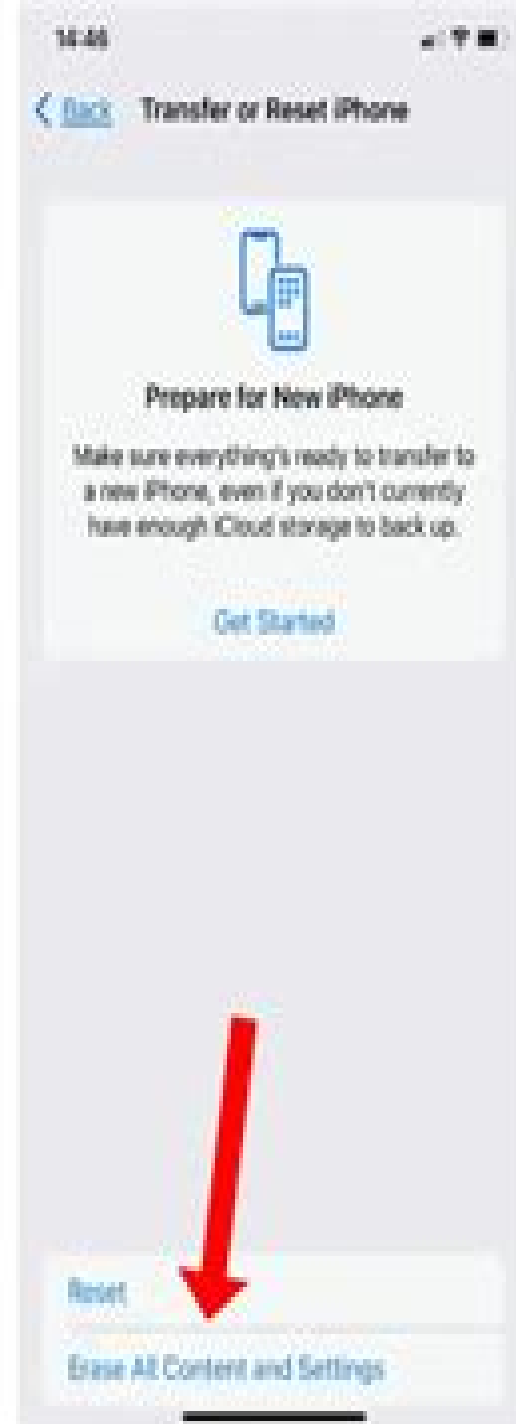 14:46
Back Transfer or Reset iPhone
Prepare for New iPhone
Make sure everything's ready to transfer to
a new iPhone, even if you don't currently
have enough iCloud storage to back up.
Get Started
Reset
Erase All Content and Settings